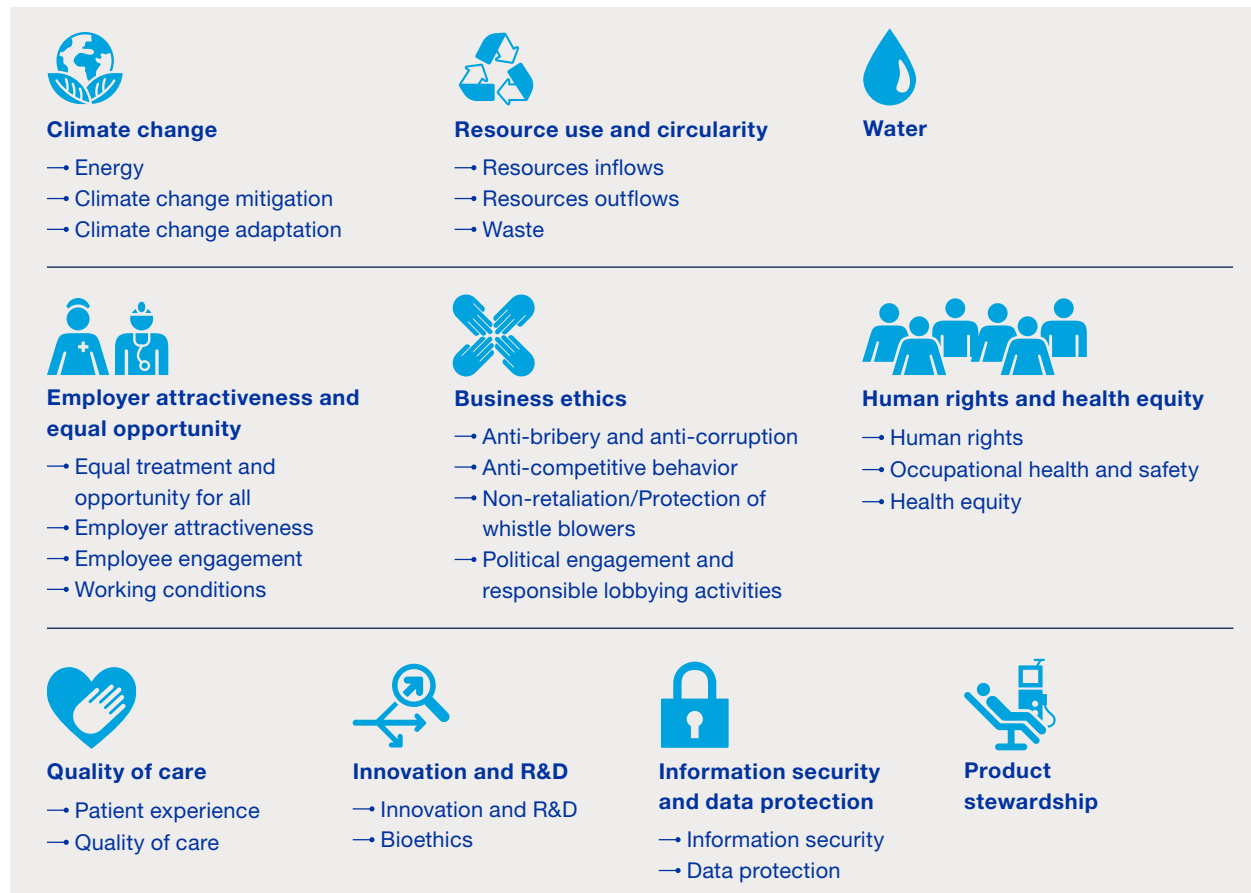 Climate change
→ Energy
→ Climate change mitigation
→ Climate change adaptation
Resource use and circularity
→ Resources inflows
→ Resources outflows
→ Waste
Water
Employer attractiveness and
equal opportunity
→ Equal treatment and
opportunity for all
→ Employer attractiveness
→ Employee engagement
→ Working conditions
Business ethics
→ Anti-bribery and anti-corruption
→ Anti-competitive behavior
→ Non-retaliation/Protection of
whistle blowers
→ Political engagement and
responsible lobbying activities
Human rights and health equity
→ Human rights
→ Occupational health and safety
→ Health equity
Quality of care
→ Patient experience
→ Quality of care
Innovation and R&D
→ Innovation and R&D
→ Bioethics
Information security
and data protection
→ Information security
→ Data protection
Product
stewardship